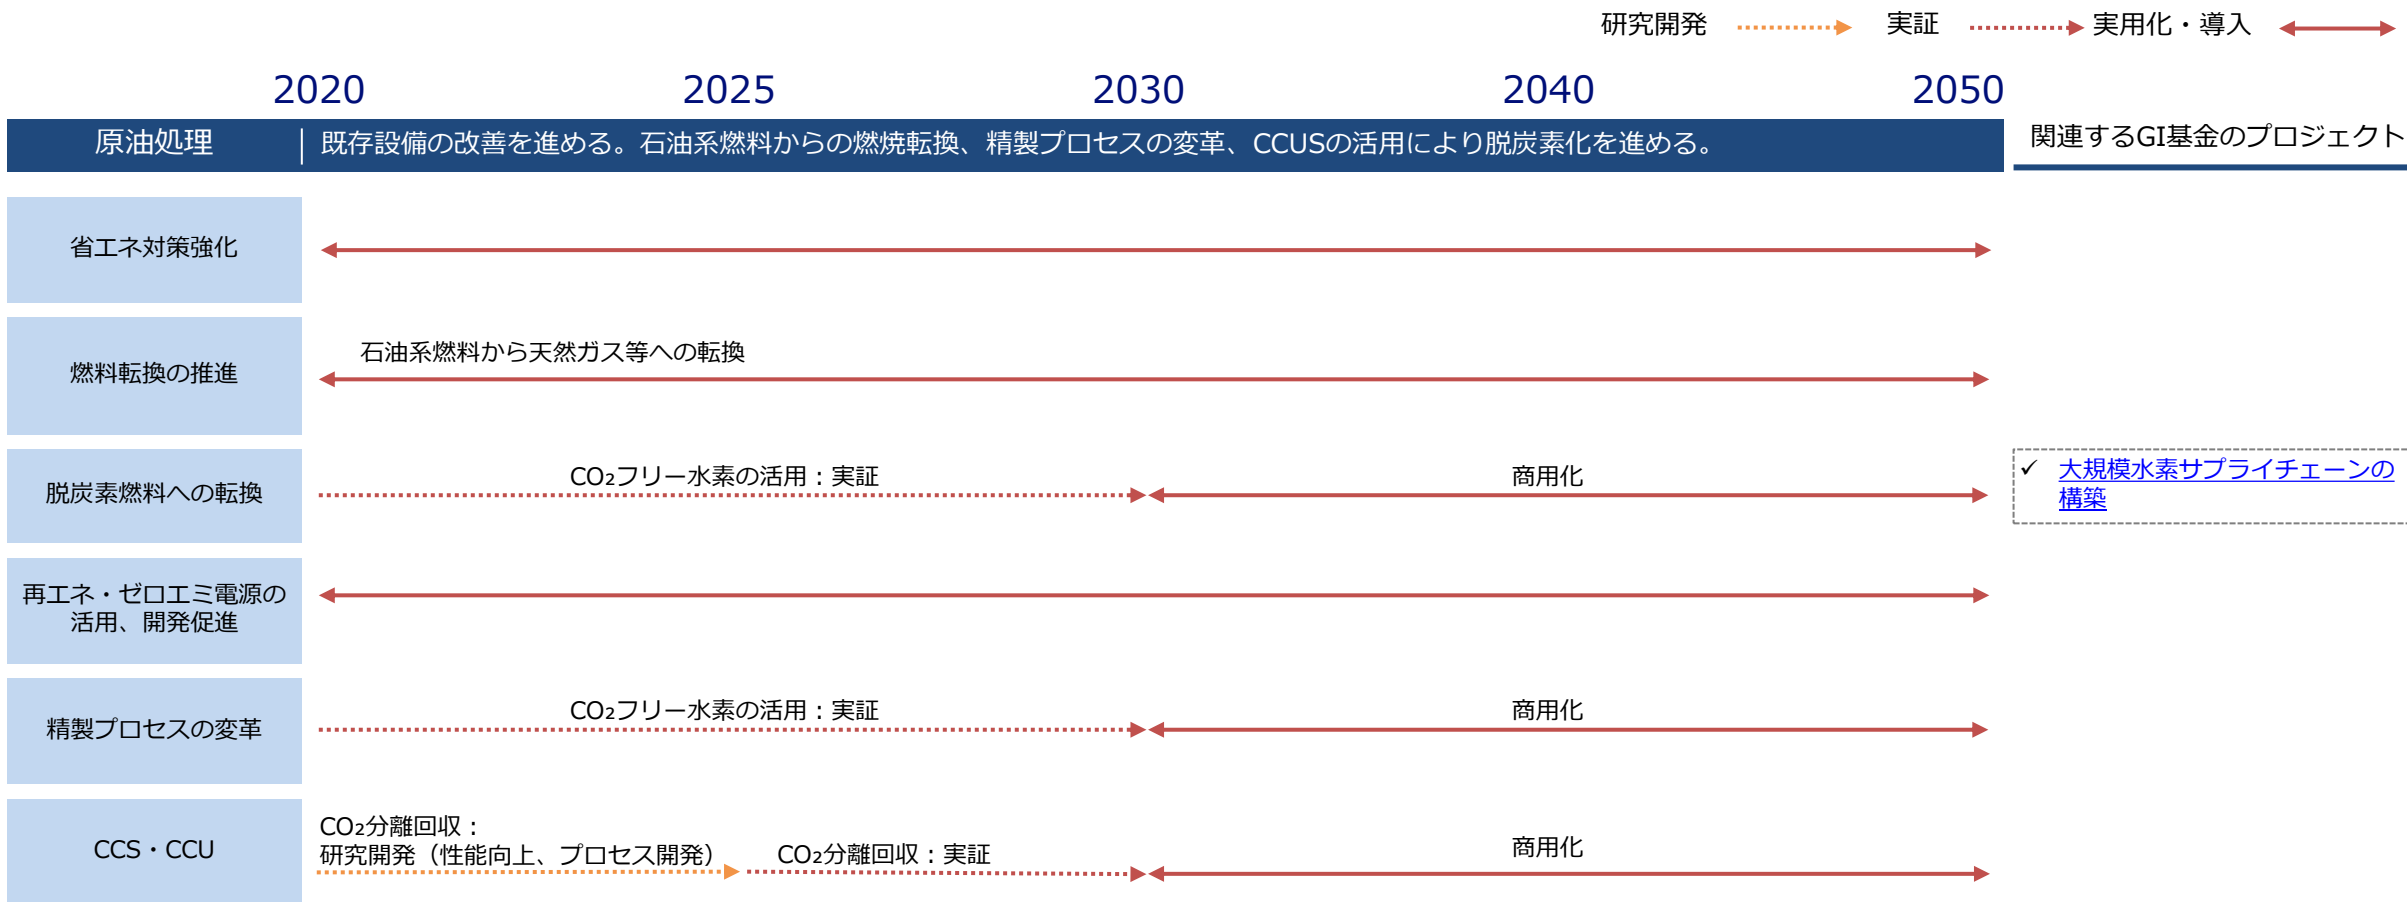 研究開発 実証 実用化・導入
2020 2025 2030 2040 2050
原油処理 既存設備の改善を進める。石油系燃料からの燃焼転換、精製プロセスの変革、CCUSの活用により脱炭素化を進める。
関連するGI基金のプロジェクト
省エネ対策強化
燃料転換の推進
石油系燃料から天然ガス等への転換
脱炭素燃料への転換
CO₂フリー水素の活用：実証
商用化
✓ 大規模水素サプライチェーンの
構築
再エネ・ゼロエミ電源の
活用、開発促進
精製プロセスの変革
CO₂フリー水素の活用：実証
商用化
CCS・CCU
CO₂分離回収：
研究開発（性能向上、プロセス開発）
CO₂分離回収：実証
商用化